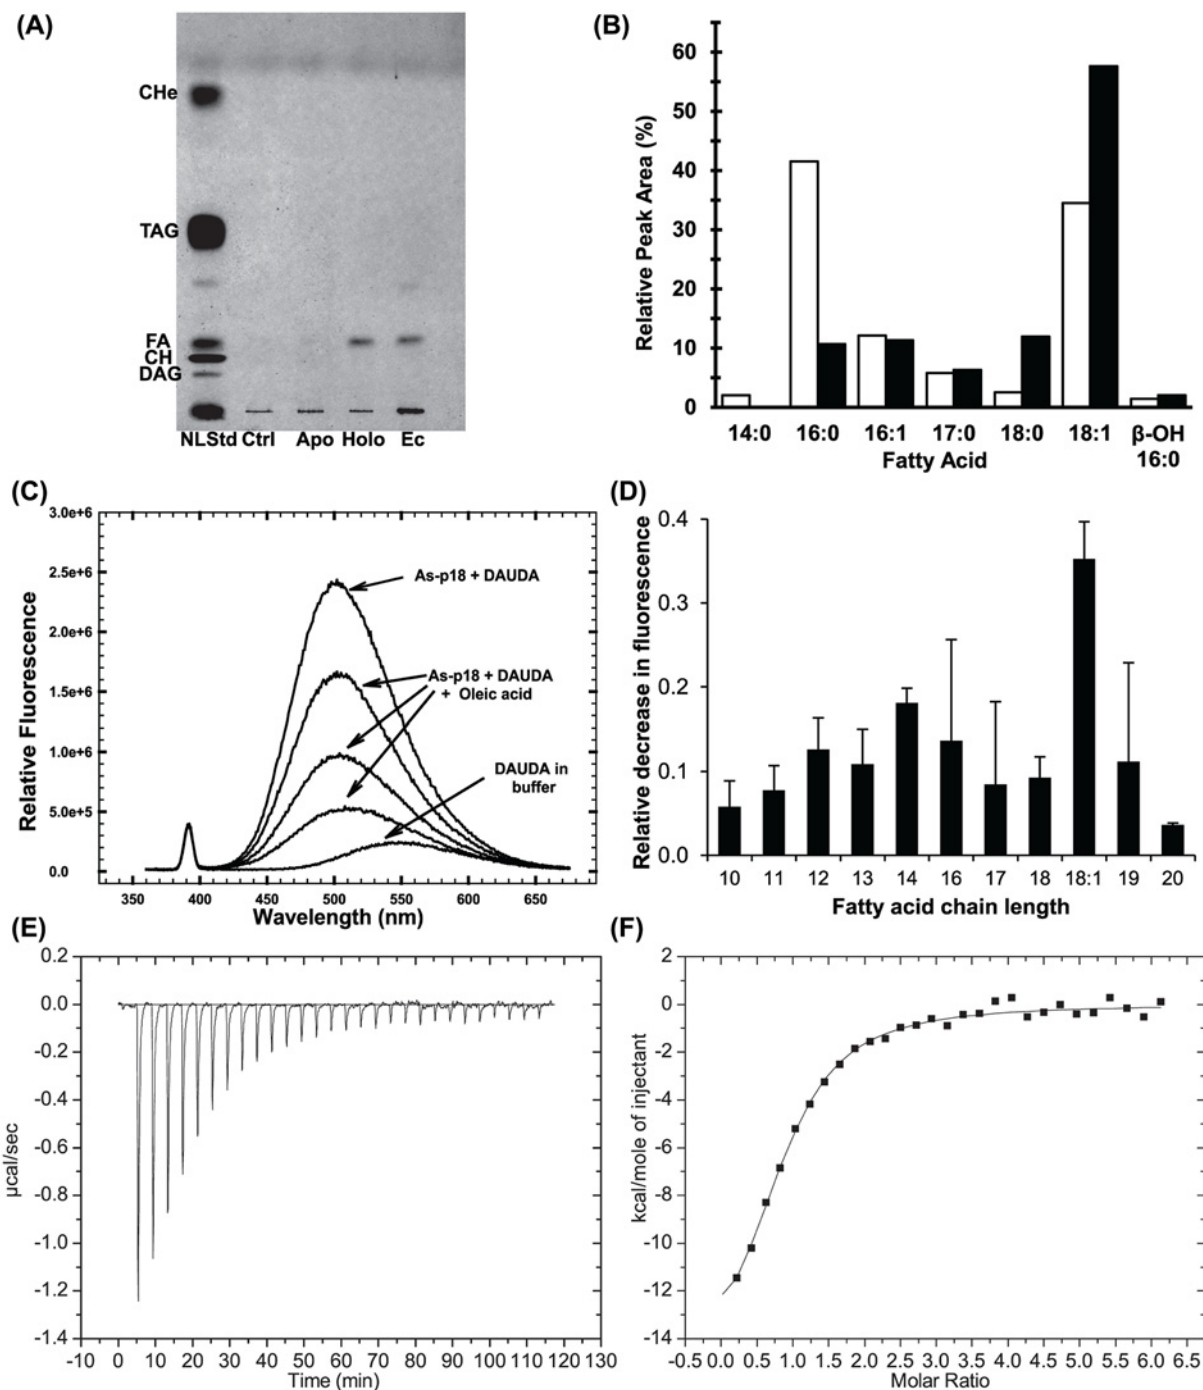 (A)
CHe
TAG
FA
CH
DAG
NLStd Ctrl Apo Holo Ec
(B)
Relative Peak Area (%)
60
50
40
30
20
10
0
14:0 16:0 16:1 17:0 18:0 18:1 β-OH
16:0
Fatty Acid
(C)
Relative Fluorescence
3.0e+6
2.5e+6
2.0e+6
1.5e+6
1.0e+6
5.0e+5
0.0
As-p18 + DAUDA
As-p18 + DAUDA
+ Oleic acid
DAUDA in
buffer
350 400 450 500 550 600 650
Wavelength (nm)
(D)
Relative decrease in fluorescence
0.4
0.3
0.2
0.1
0.0
10 11 12 13 14 16 17 18 18:1 19 20
Fatty acid chain length
(E)
µcal/sec
0.2
0.0
-0.2
-0.4
-0.6
-0.8
-1.0
-1.2
-1.4
-10 0 10 20 30 40 50 60 70 80 90 100 110 120 130
Time (min)
(F)
kcal/mole of injectant
2
0
-2
-4
-6
-8
-10
-12
-14
-0.5 0.0 0.5 1.0 1.5 2.0 2.5 3.0 3.5 4.0 4.5 5.0 5.5 6.0 6.5
Molar Ratio